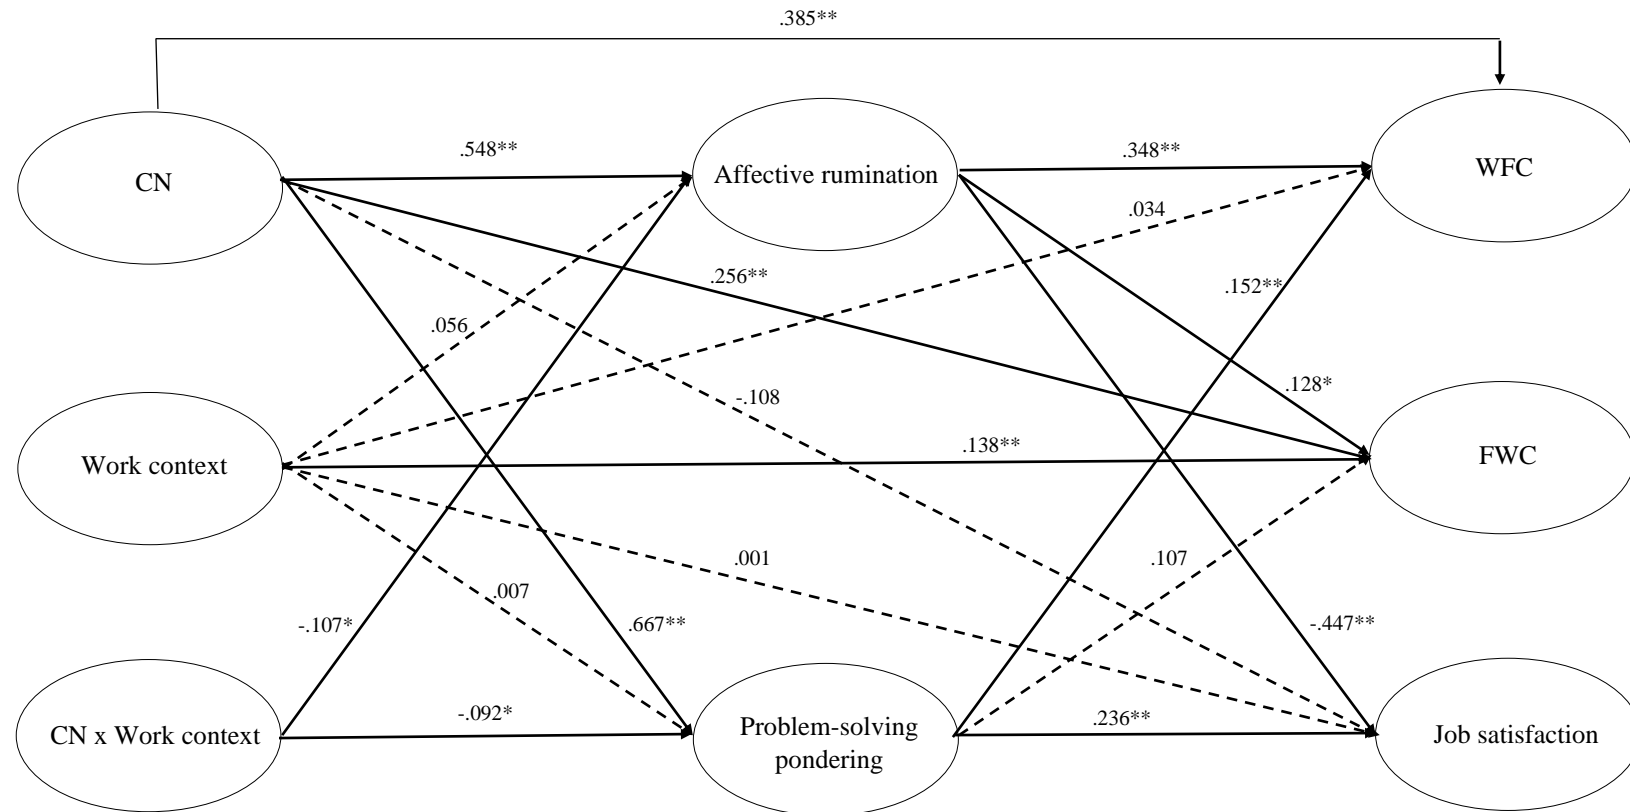 .385**
CN
.548**
Affective rumination
.348**
WFC
.034
.256**
.152**
.056
-.108
.128*
Work context
.138**
FWC
.001
.107
.007
-.107*
.667**
-.447**
CN x Work context
-.092*
Problem-solving
pondering
.236**
Job satisfaction